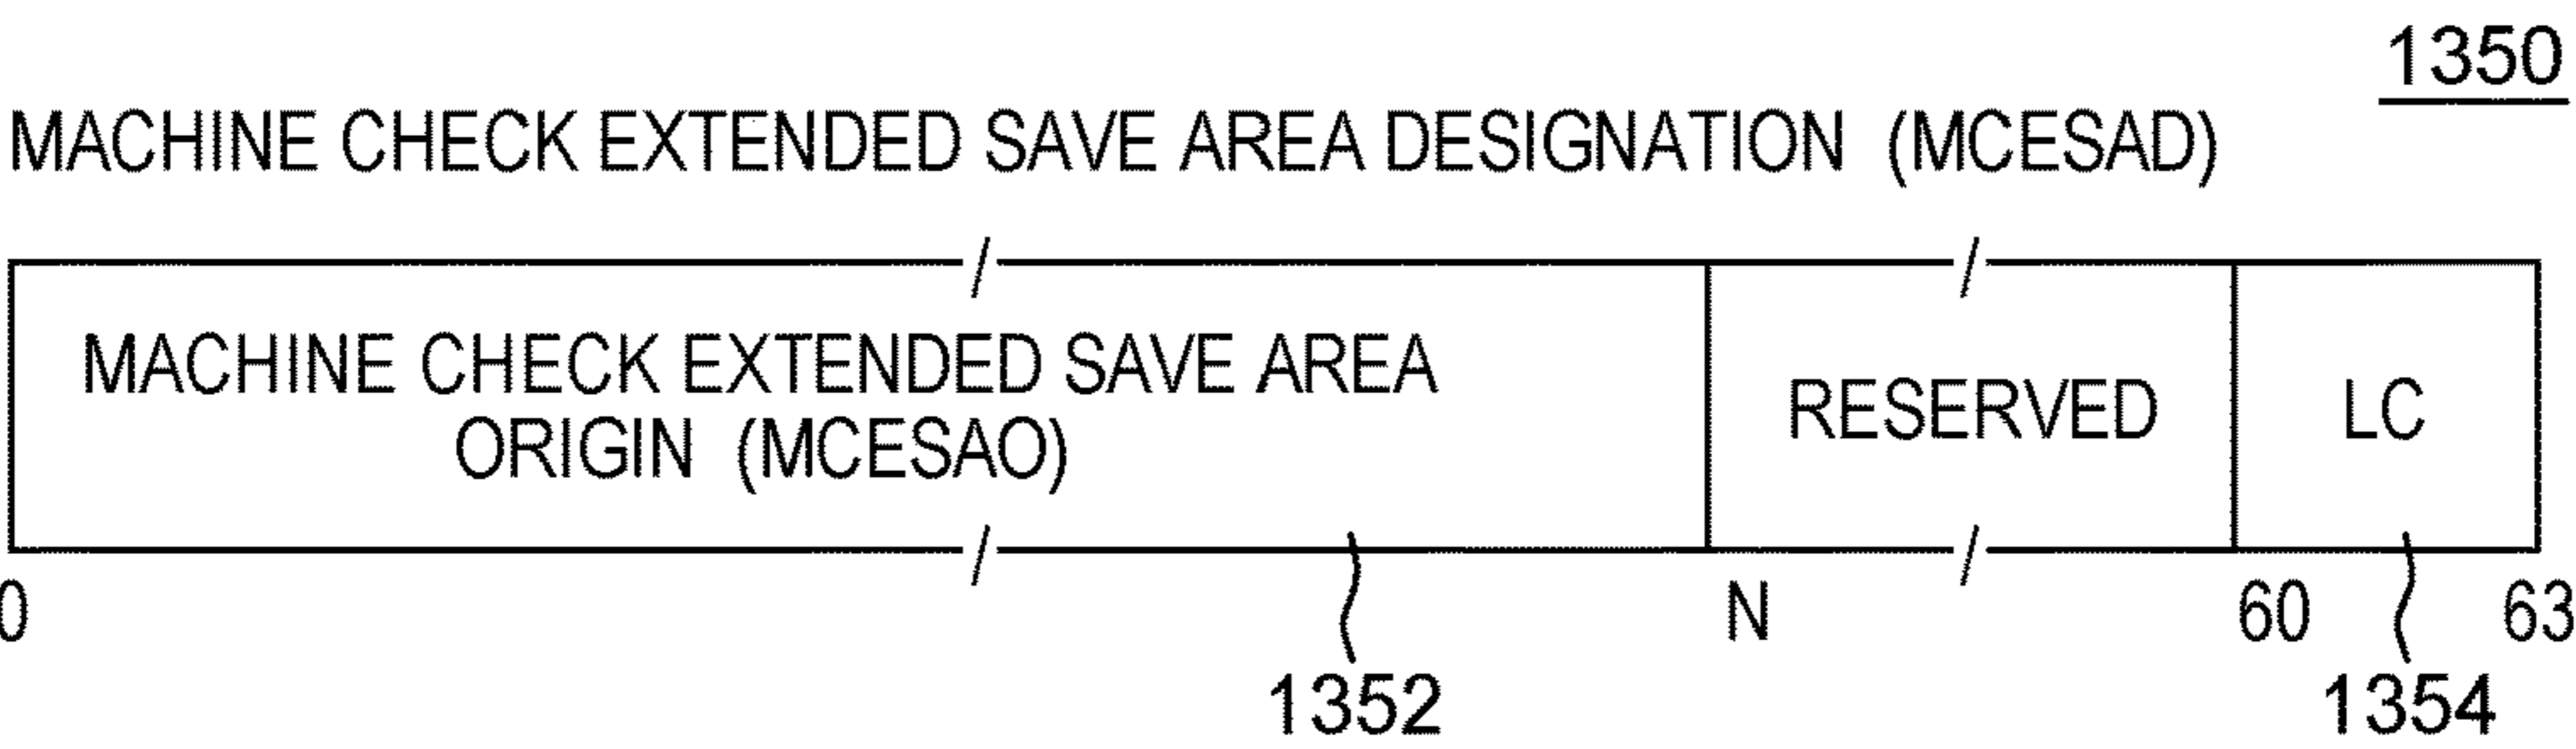 1350
MACHINE CHECK EXTENDED SAVE AREA DESIGNATION (MCESAD)
MACHINE CHECK EXTENDED SAVE AREA
ORIGIN (MCESAO)
RESERVED
LC
0
N
60
63
1352
1354